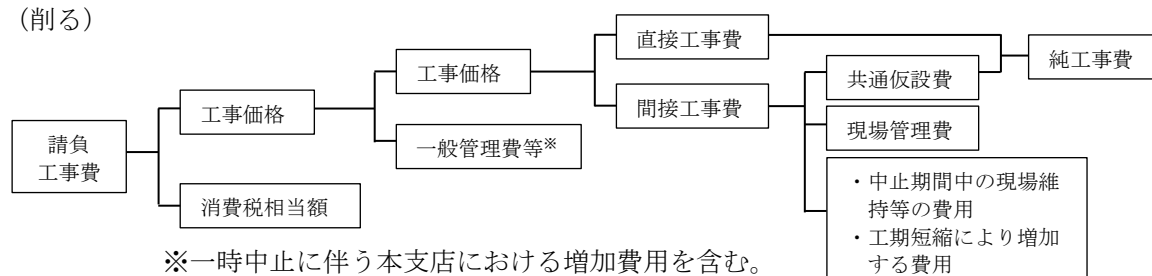 （削る）
直接工事費
純工事費
工事価格
共通仮設費
工事価格
間接工事費
現場管理費
請負
工事費
一般管理費等※
・中止期間中の現場維
持等の費用
・工期短縮により増加
する費用
消費税相当額
※一時中止に伴う本支店における増加費用を含む。